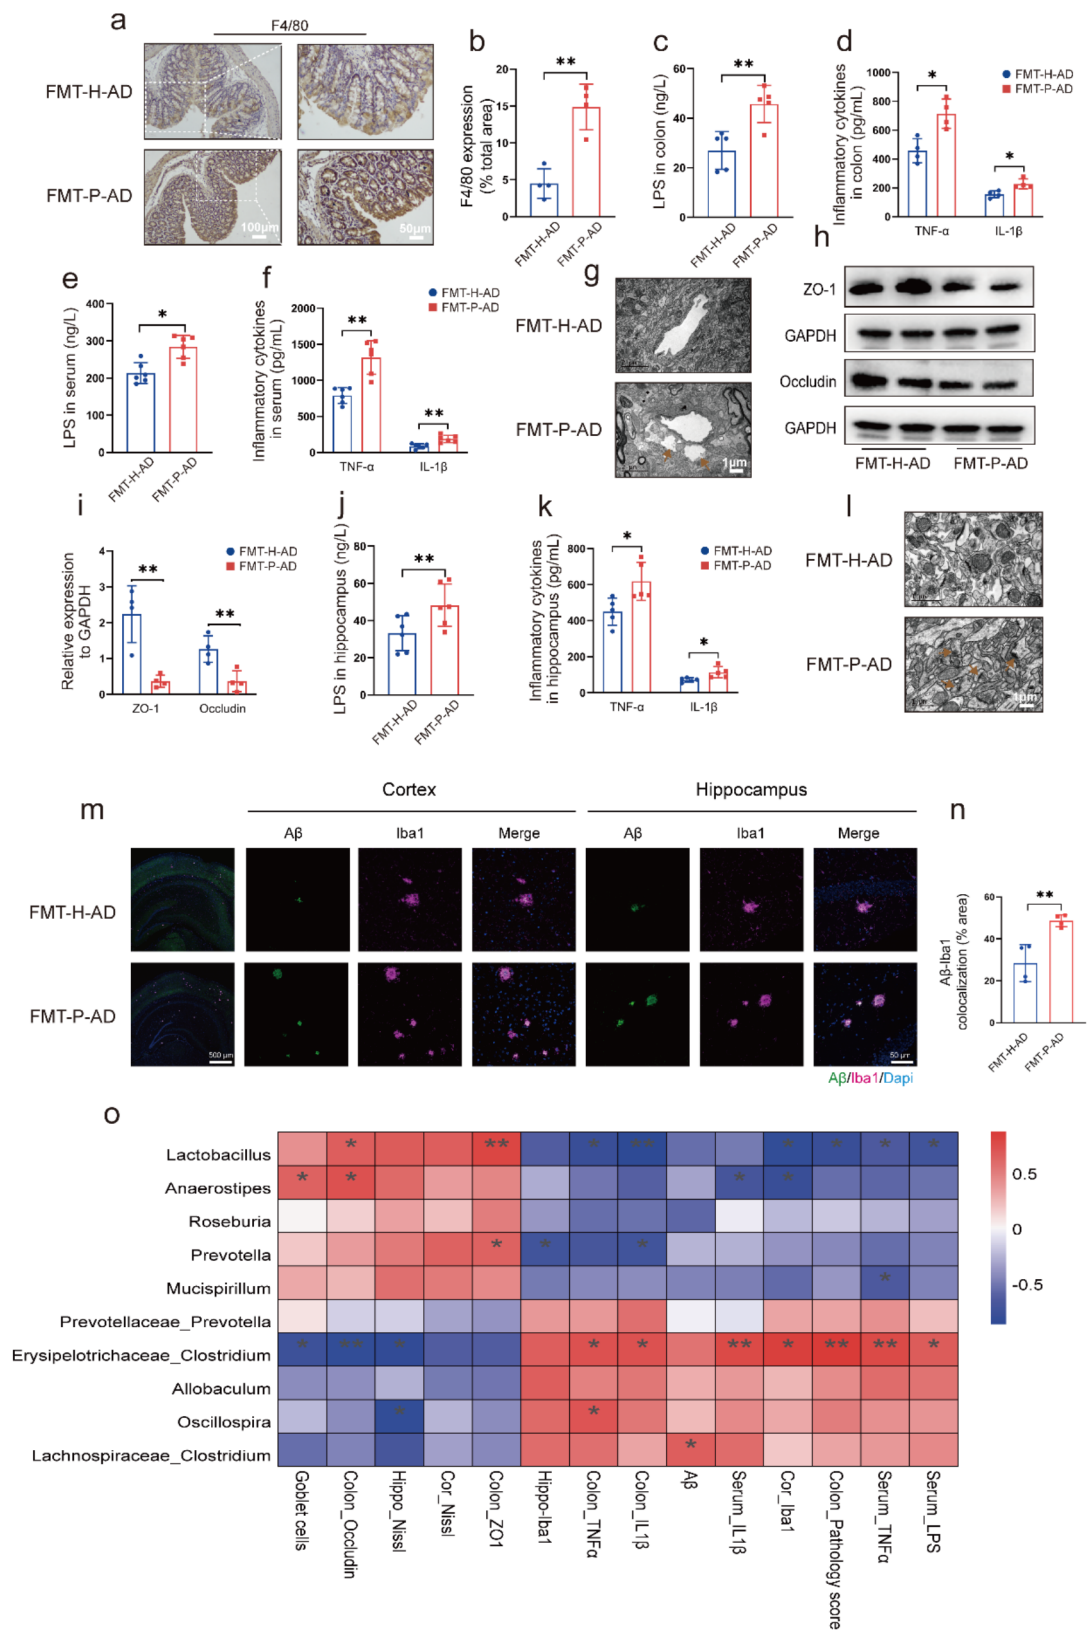 a
F4/80
FMT-H-AD
FMT-P-AD
100μm
50μm
b
F4/80 expression
(% total area)
20
15
10
5
0
**
FMT-H-AD
FMT-P-AD
c
LPS in colon (ng/L)
60
40
20
0
**
FMT-H-AD
FMT-P-AD
d
Inflammatory cytokines
in colon (pg/mL)
1000
800
600
400
200
0
*
*
FMT-H-AD
FMT-P-AD
TNF-α
IL-1β
e
LPS in serum (ng/L)
400
300
200
100
0
*
FMT-H-AD
FMT-P-AD
f
Inflammatory cytokines
in serum (pg/mL)
2000
1500
1000
500
0
**
**
FMT-H-AD
FMT-P-AD
TNF-α
IL-1β
g
FMT-H-AD
FMT-P-AD
1μm
h
ZO-1
GAPDH
Occludin
GAPDH
FMT-H-AD
FMT-P-AD
i
Relative expression
to GAPDH
4
3
2
1
0
**
**
FMT-H-AD
FMT-P-AD
ZO-1
Occludin
j
LPS in hippocampus (ng/L)
80
60
40
20
0
**
FMT-H-AD
FMT-P-AD
k
Inflammatory cytokines
in hippocampus (pg/mL)
800
600
400
200
0
*
*
FMT-H-AD
FMT-P-AD
TNF-α
IL-1β
l
FMT-H-AD
FMT-P-AD
1μm
m
Cortex
Hippocampus
Aβ
Iba1
Merge
Aβ
Iba1
Merge
FMT-H-AD
FMT-P-AD
500 μm
50 μm
Aβ/Iba1/Dapi
n
Aβ-Iba1
colocalization (% area)
60
40
20
0
**
FMT-H-AD
FMT-P-AD
o
Lactobacillus * ** * ** * * * *
Anaerostipes * * * *
Roseburia
Prevotella * * *
Mucispirillum *
Prevotellaceae_Prevotella
Erysipelotrichaceae_Clostridium * ** * * * ** * ** ** *
Allobaculum
Oscillospira * *
Lachnospiraceae_Clostridium *
0.5
0
-0.5
Goblet cells
Colon_Occludin
Hippo_Nissl
Cor_Nissl
Colon_ZO1
Hippo-Iba1
Colon_TNFα
Colon_IL1β
Aβ
Serum_IL1β
Cor_Iba1
Colon_Pathology score
Serum_TNFα
Serum_LPS